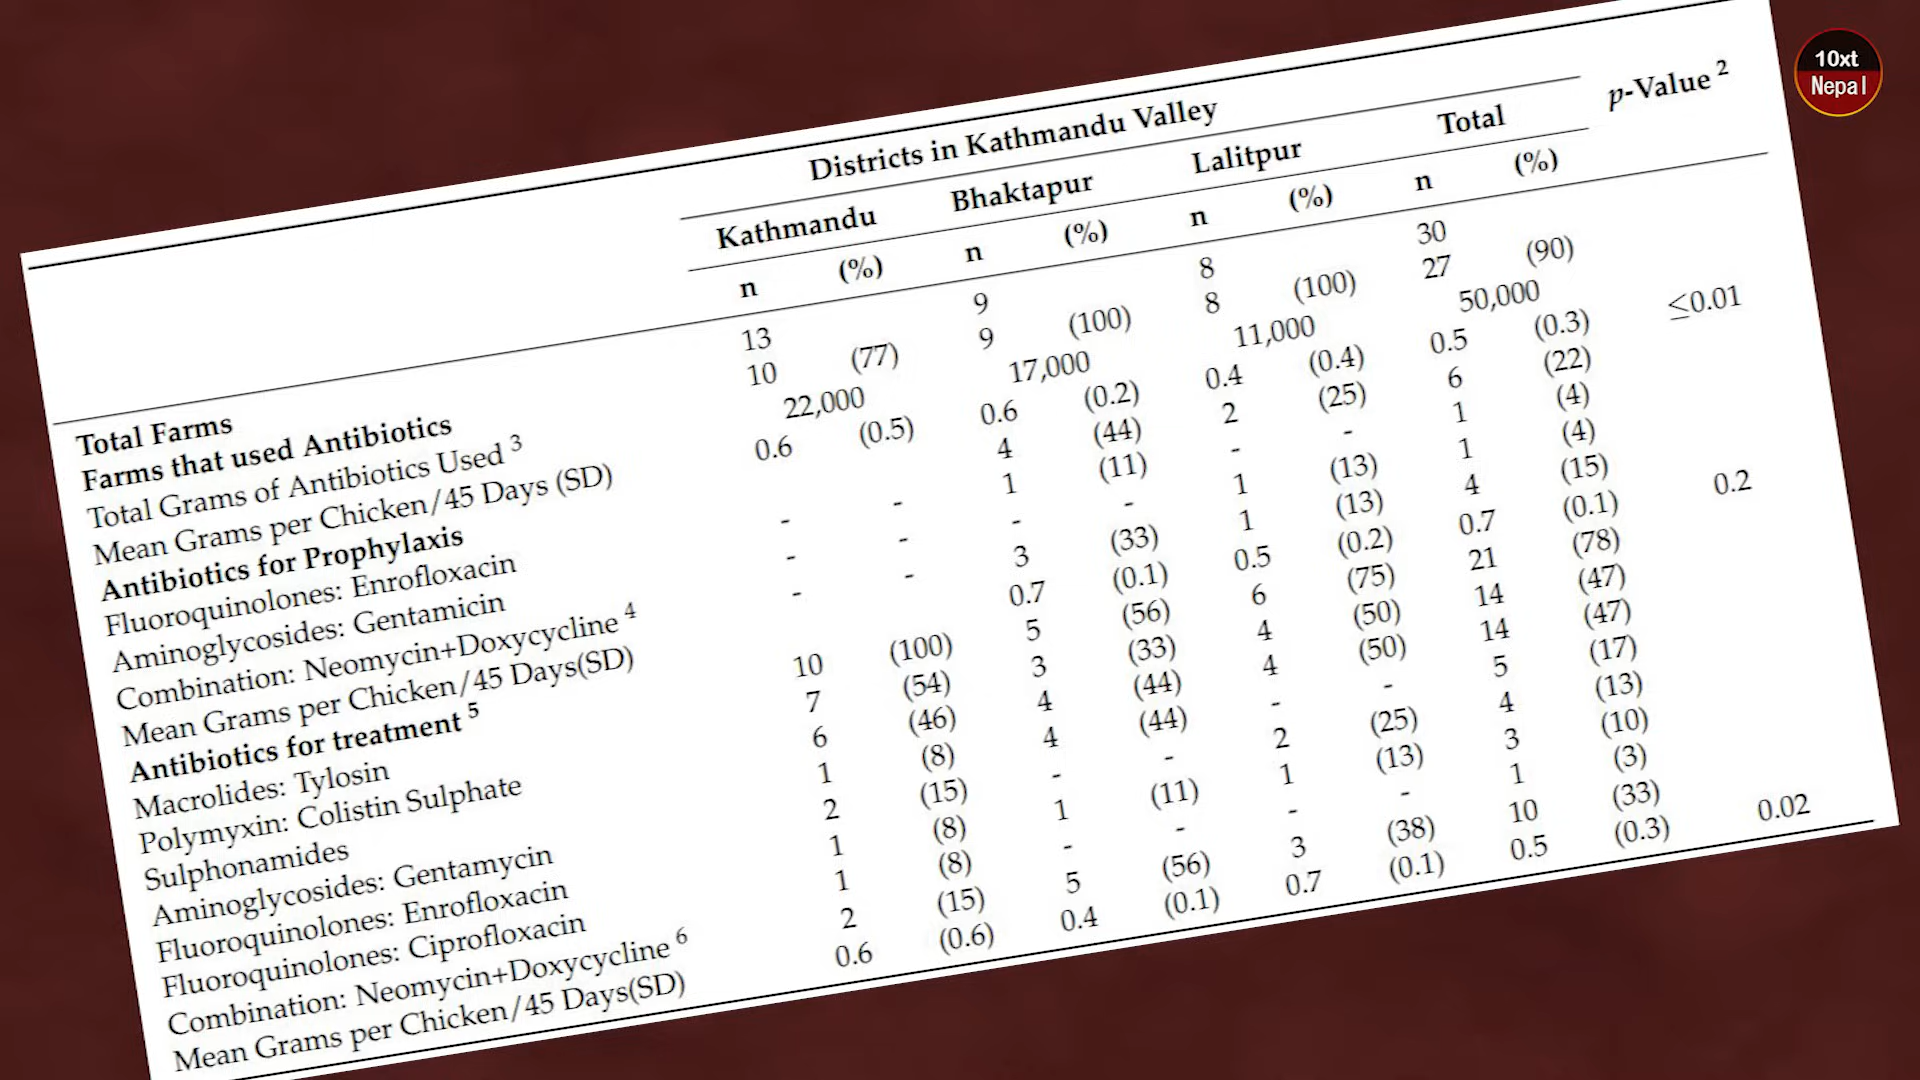 10xt
Nepal
Districts in Kathmandu Valley p-Value 2
Kathmandu Bhaktapur Lalitpur Total
n (%) n (%) n (%) n (%)
Total Farms 13 9 8 30
Farms that used Antibiotics 10 (77) 9 (100) 8 (100) 27 (90)
Total Grams of Antibiotics Used 3 22,000 17,000 11,000 50,000
Mean Grams per Chicken/45 Days (SD) 0.6 (0.5) 0.6 (0.2) 0.4 (0.4) 0.5 (0.3) ≤0.01
Antibiotics for Prophylaxis 4 (44) 2 (25) 6 (22)
Fluoroquinolones: Enrofloxacin - - 1 (11) - - 1 (4)
Aminoglycosides: Gentamicin - - - - 1 (13) 1 (4)
Combination: Neomycin+Doxycycline 4 - - 3 (33) 1 (13) 4 (15)
Mean Grams per Chicken/45 Days(SD) 0.7 (0.1) 0.5 (0.2) 0.7 (0.1) 0.2
Antibiotics for treatment 5 10 (100) 5 (56) 6 (75) 21 (78)
Macrolides: Tylosin 7 (54) 3 (33) 4 (50) 14 (47)
Polymyxin: Colistin Sulphate 6 (46) 4 (44) 4 (50) 14 (47)
Sulphonamides 1 (8) 4 (44) - - 5 (17)
Aminoglycosides: Gentamycin 2 (15) - - 2 (25) 4 (13)
Fluoroquinolones: Enrofloxacin 1 (8) 1 (11) 1 (13) 3 (10)
Fluoroquinolones: Ciprofloxacin 1 (8) - - - - 1 (3)
Combination: Neomycin+Doxycycline 6 2 (15) 5 (56) 3 (38) 10 (33)
Mean Grams per Chicken/45 Days(SD) 0.6 (0.6) 0.4 (0.1) 0.7 (0.1) 0.5 (0.3) 0.02